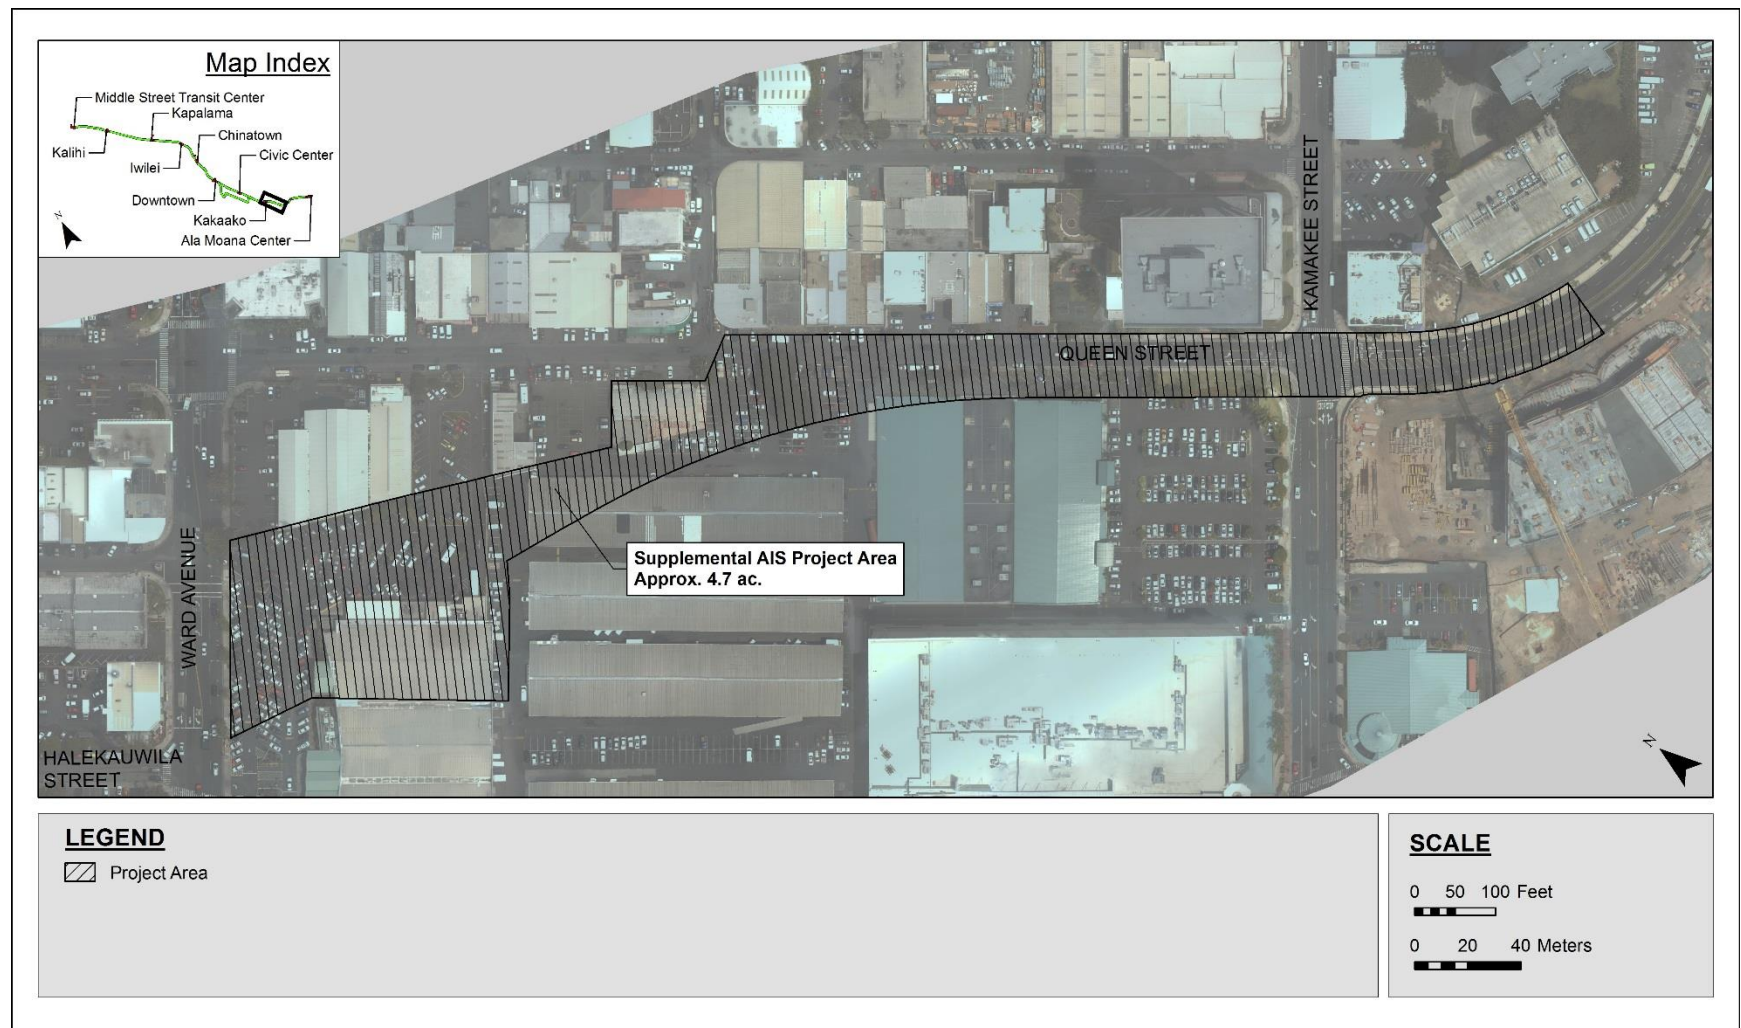 Map Index
Middle Street Transit Center
Kapalama
Chinatown
Kalihi
Civic Center
Iwilei
Downtown
Kakaako
Ala Moana Center
N
KAMAKEE STREET
QUEEN STREET
Supplemental AIS Project Area
Approx. 4.7 ac.
WARD AVENUE
HALEKAUWILA
STREET
N
LEGEND
Project Area
SCALE
0 50 100 Feet
0 20 40 Meters